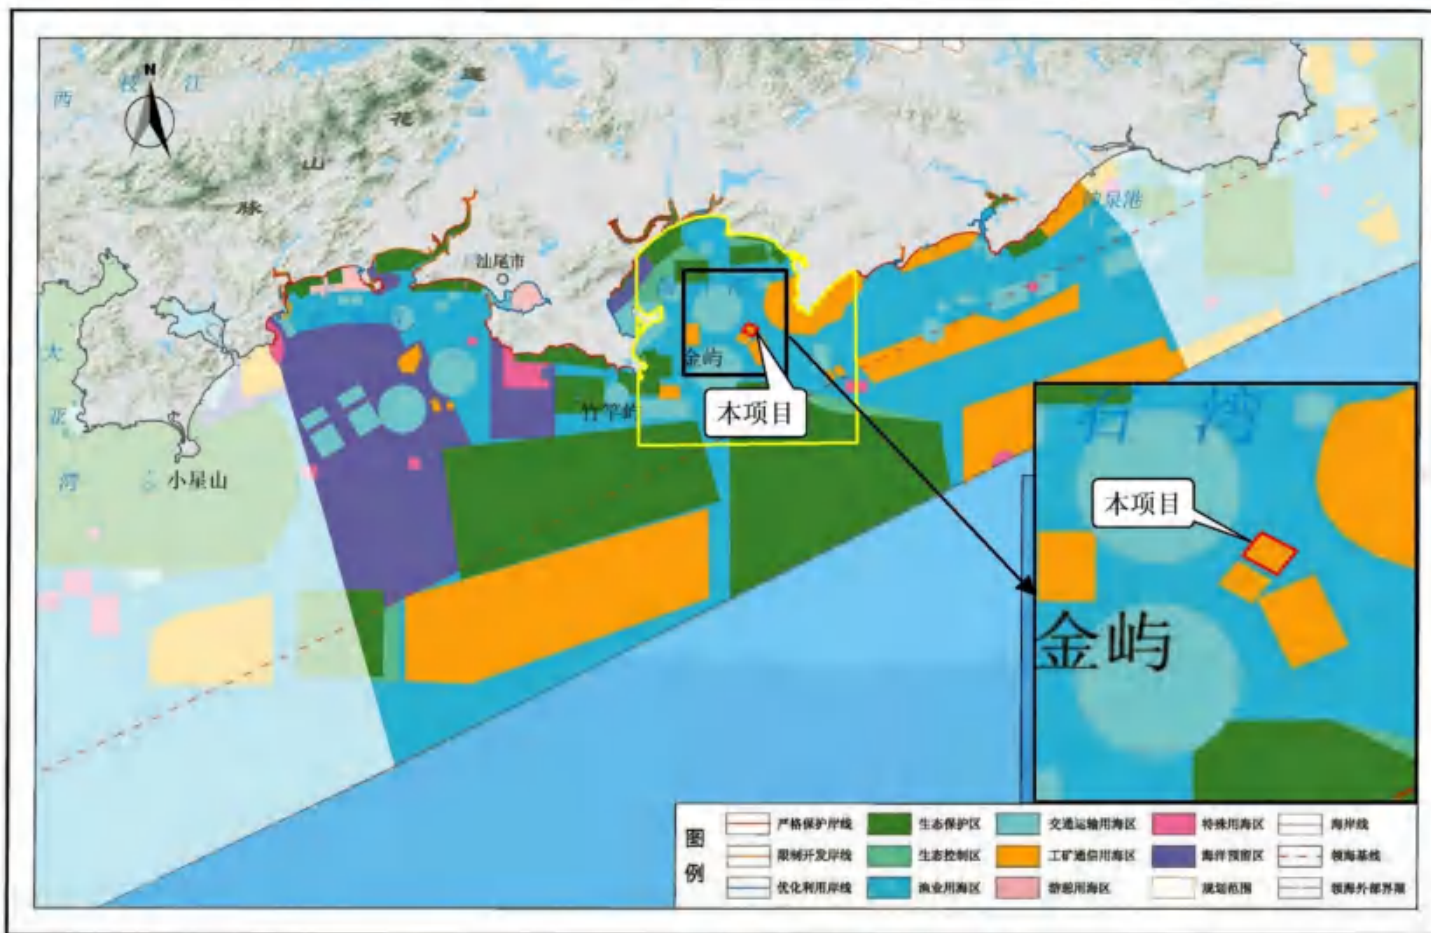 N
西 枝 江
莲
花
山
脉
汕尾市
泉港
金屿
竹竿屿
本项目
大
亚
湾
小星山
石 湾
本项目
金屿
图例
严格保护岸线
生态保护区
交通运输用海区
特殊用海区
海岸线
限制开发岸线
生态控制区
工矿通信用海区
海洋预留区
领海基线
优化利用岸线
渔业用海区
游憩用海区
规划范围
领海外部界限